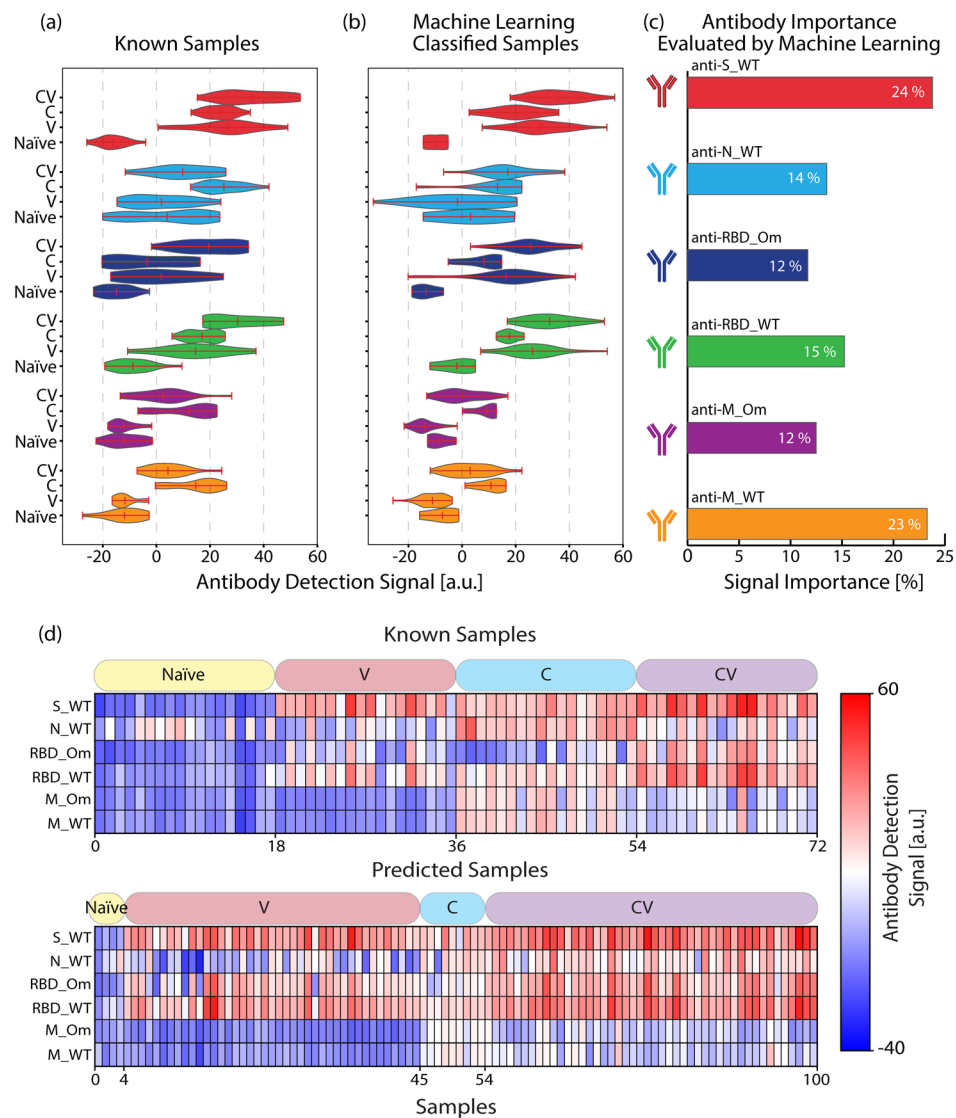 (a)
Known Samples
(b)
Machine Learning
Classified Samples
(c)
Antibody Importance
Evaluated by Machine Learning
CV
C
V
Naïve
CV
C
V
Naïve
CV
C
V
Naïve
CV
C
V
Naïve
CV
C
V
Naïve
CV
C
V
Naïve
-20 0 20 40 60
-20 0 20 40 60
Antibody Detection Signal [a.u.]
anti-S_WT
24 %
anti-N_WT
14 %
anti-RBD_Om
12 %
anti-RBD_WT
15 %
anti-M_Om
12 %
anti-M_WT
23 %
0 5 10 15 20 25
Signal Importance [%]
(d)
Known Samples
Naïve V C CV
S_WT
N_WT
RBD_Om
RBD_WT
M_Om
M_WT
0 18 36 54 72
Predicted Samples
Naïve V C CV
S_WT
N_WT
RBD_Om
RBD_WT
M_Om
M_WT
0 4 45 54 100
Samples
60
Antibody Detection
Signal [a.u.]
-40